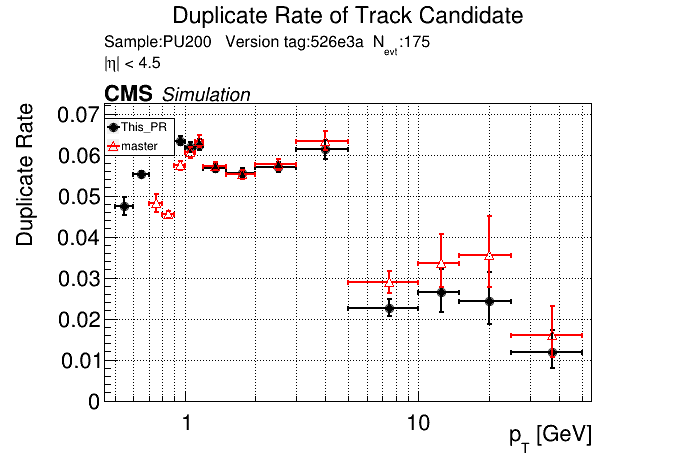 Duplicate Rate of Track Candidate
Sample:PU200 Version tag:526e3a N_evt:175
|η| < 4.5
CMS Simulation
This_PR
master
Duplicate Rate
0.07
0.06
0.05
0.04
0.03
0.02
0.01
0
1
10
p_T [GeV]